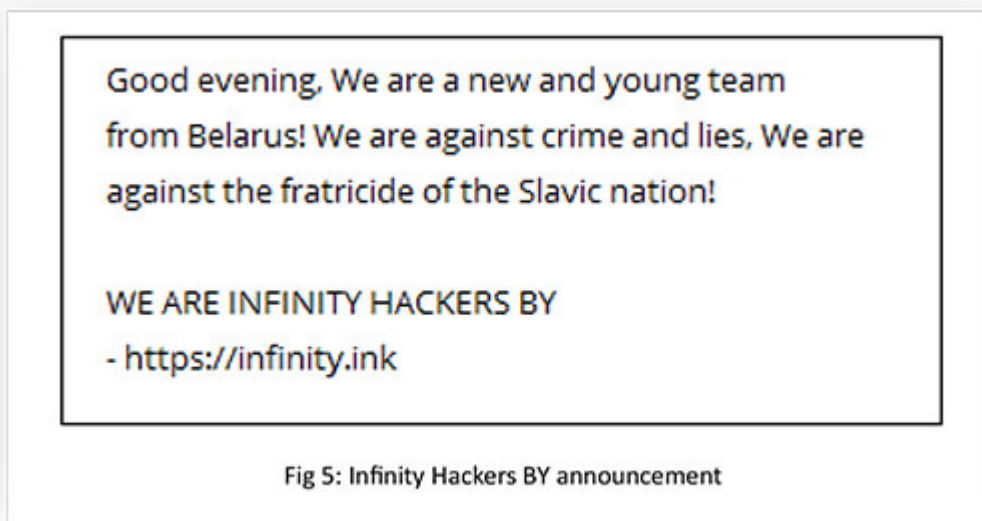 Good evening, We are a new and young team
from Belarus! We are against crime and lies, We are
against the fratricide of the Slavic nation!
WE ARE INFINITY HACKERS BY
- https://infinity.ink
Fig 5: Infinity Hackers BY announcement